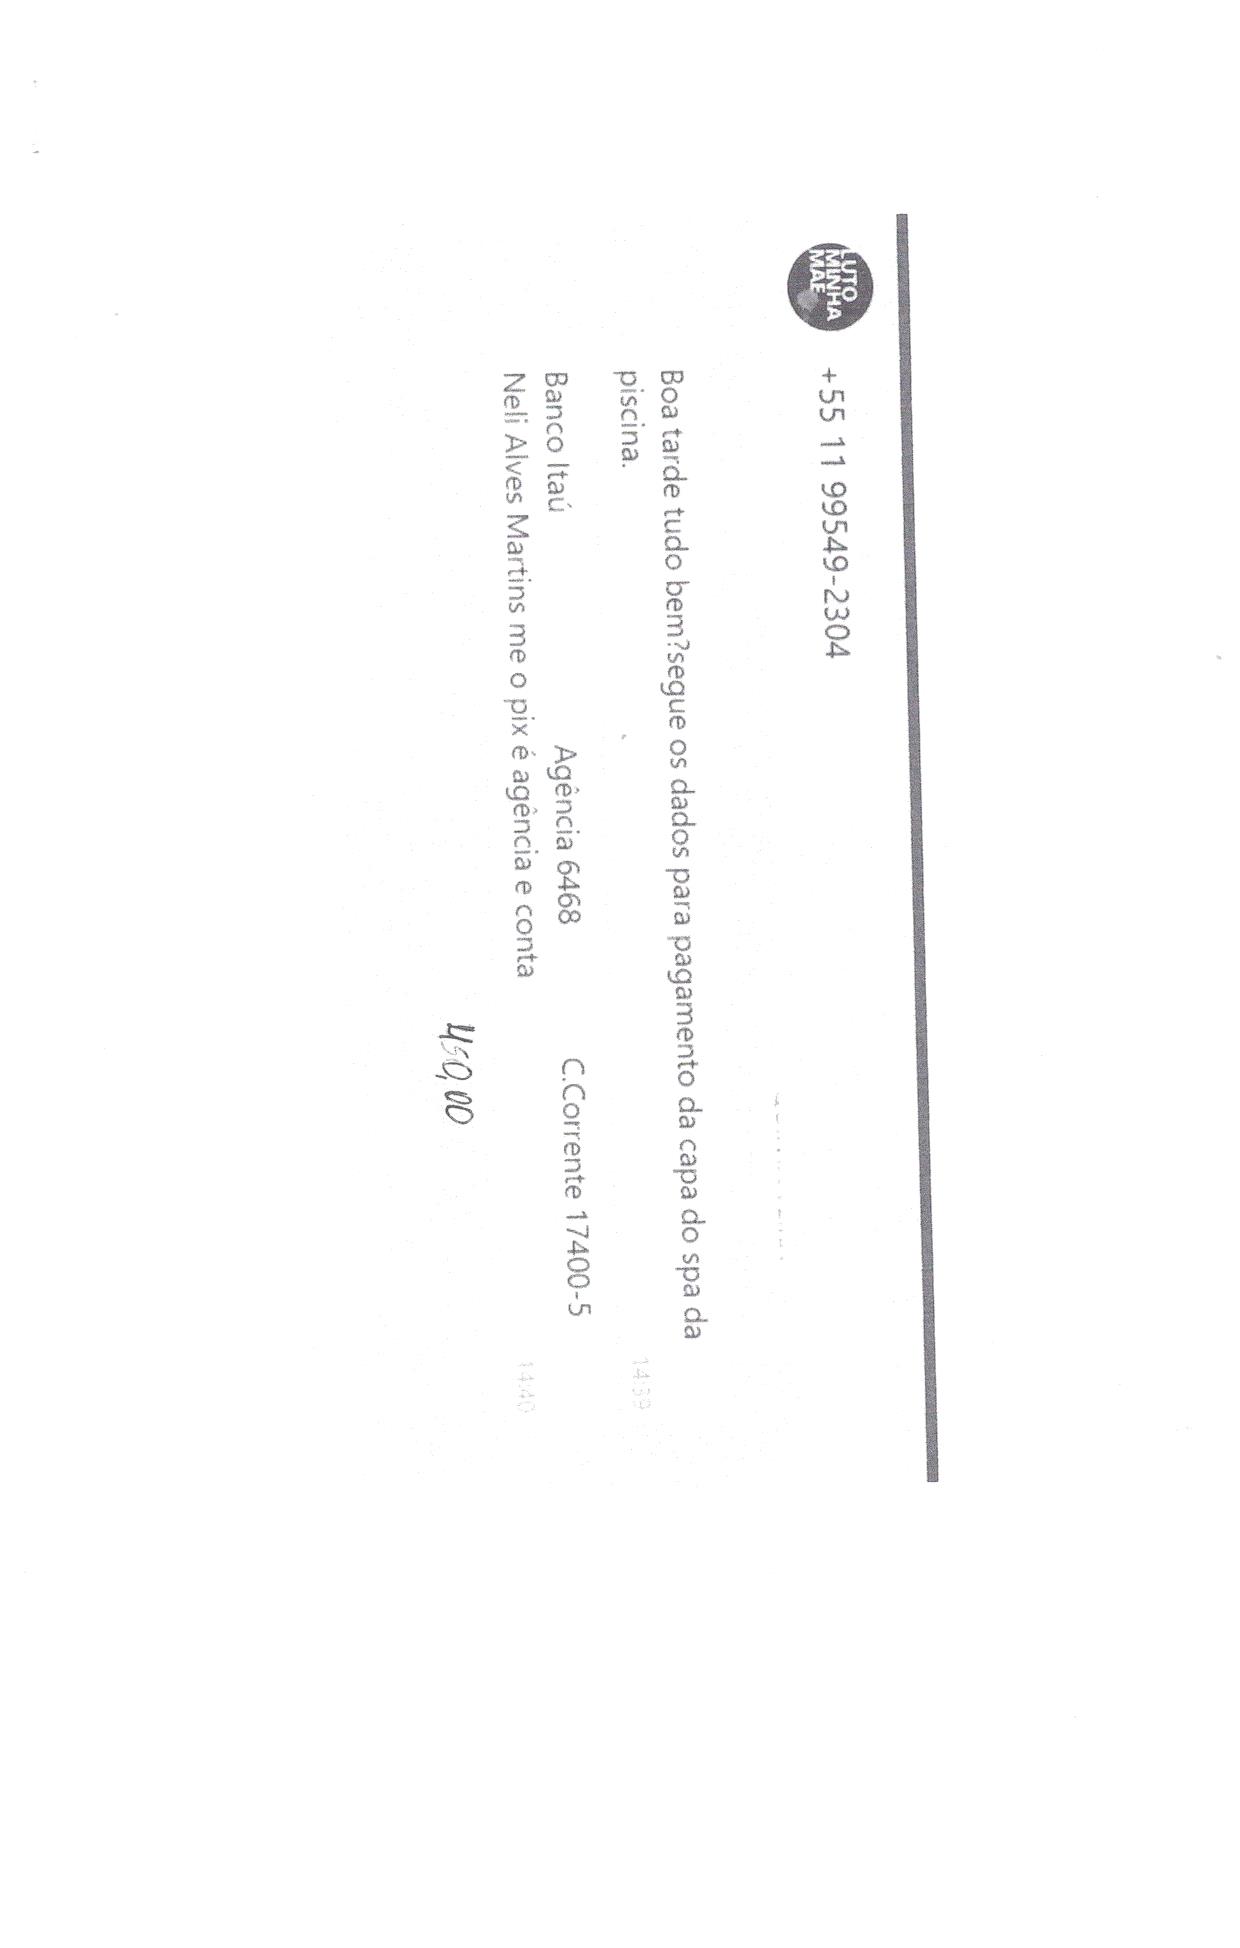 LUTO
MINHA
MÃE
+55 11 99549-2304
Boa tarde tudo bem?segue os dados para pagamento da capa do spa da
piscina.
14:39
Banco Itaú Agência 6468 C.Corrente 17400-5
Neli Alves Martins me o pix é agência e conta
14:40
450,00